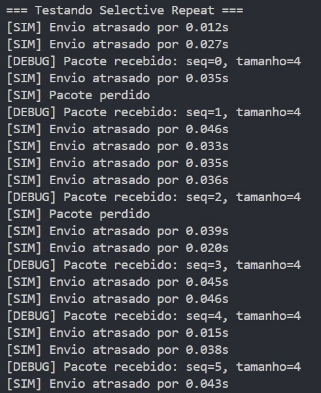 === Testando Selective Repeat ===
[SIM] Envio atrasado por 0.012s
[SIM] Envio atrasado por 0.027s
[DEBUG] Pacote recebido: seq=0, tamanho=4
[SIM] Envio atrasado por 0.035s
[SIM] Pacote perdido
[DEBUG] Pacote recebido: seq=1, tamanho=4
[SIM] Envio atrasado por 0.046s
[SIM] Envio atrasado por 0.033s
[SIM] Envio atrasado por 0.035s
[SIM] Envio atrasado por 0.036s
[DEBUG] Pacote recebido: seq=2, tamanho=4
[SIM] Pacote perdido
[SIM] Envio atrasado por 0.039s
[SIM] Envio atrasado por 0.020s
[DEBUG] Pacote recebido: seq=3, tamanho=4
[SIM] Envio atrasado por 0.045s
[SIM] Envio atrasado por 0.046s
[DEBUG] Pacote recebido: seq=4, tamanho=4
[SIM] Envio atrasado por 0.015s
[SIM] Envio atrasado por 0.038s
[DEBUG] Pacote recebido: seq=5, tamanho=4
[SIM] Envio atrasado por 0.043s